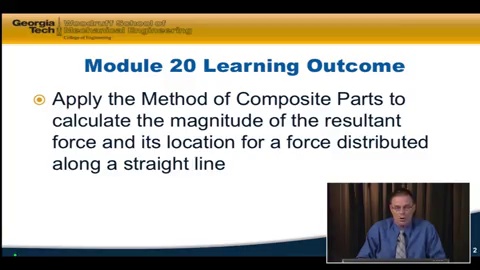 Georgia Tech
Woodruff School of
Mechanical Engineering
College of Engineering
Module 20 Learning Outcome
Apply the Method of Composite Parts to
calculate the magnitude of the resultant
force and its location for a force distributed
along a straight line
2